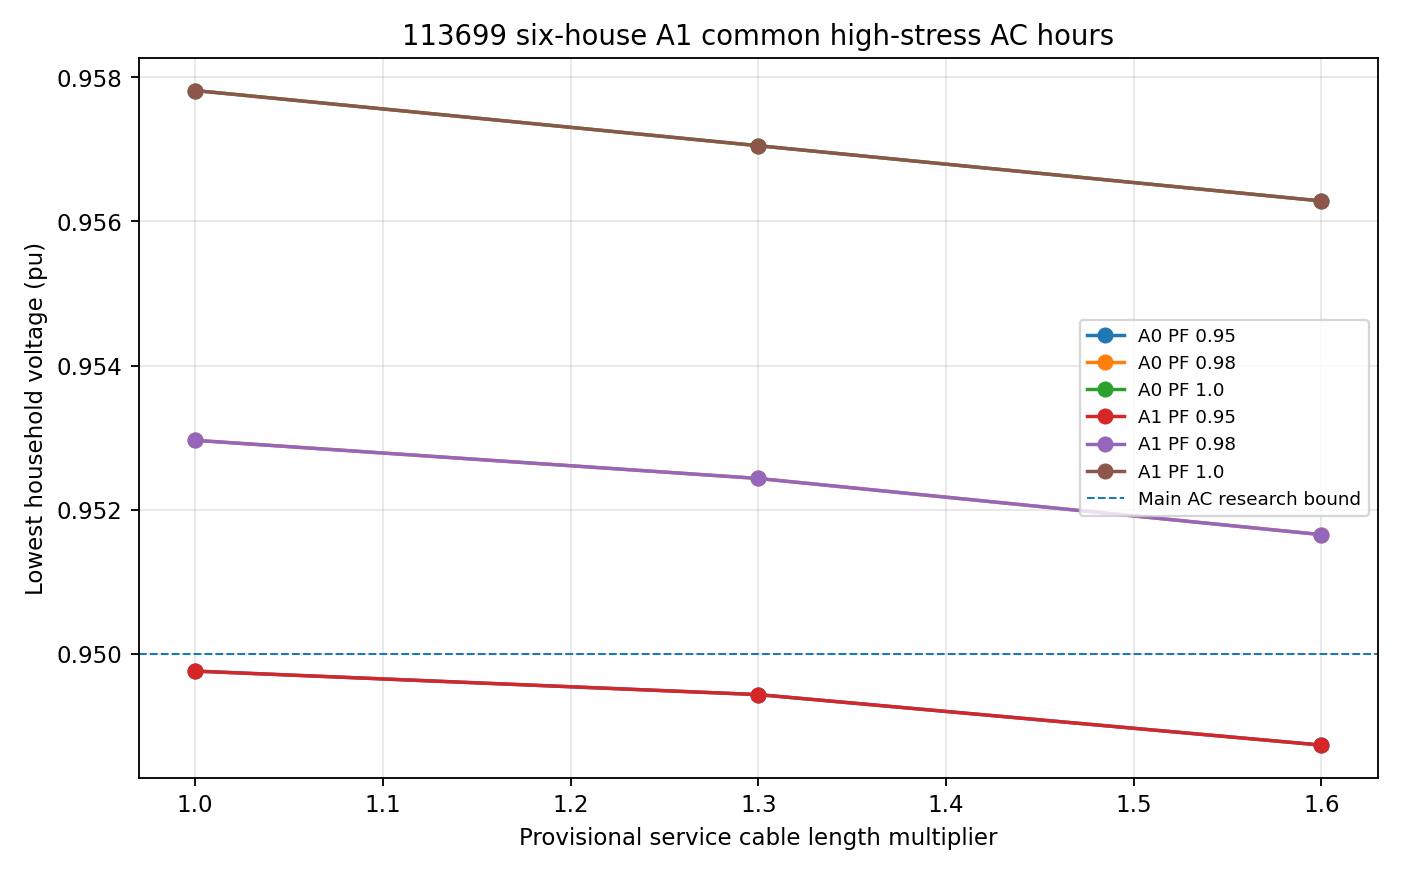 113699 six-house A1 common high-stress AC hours
Lowest household voltage (pu)
0.958
0.956
0.954
0.952
0.950
A0 PF 0.95
A0 PF 0.98
A0 PF 1.0
A1 PF 0.95
A1 PF 0.98
A1 PF 1.0
Main AC research bound
1.0 1.1 1.2 1.3 1.4 1.5 1.6
Provisional service cable length multiplier